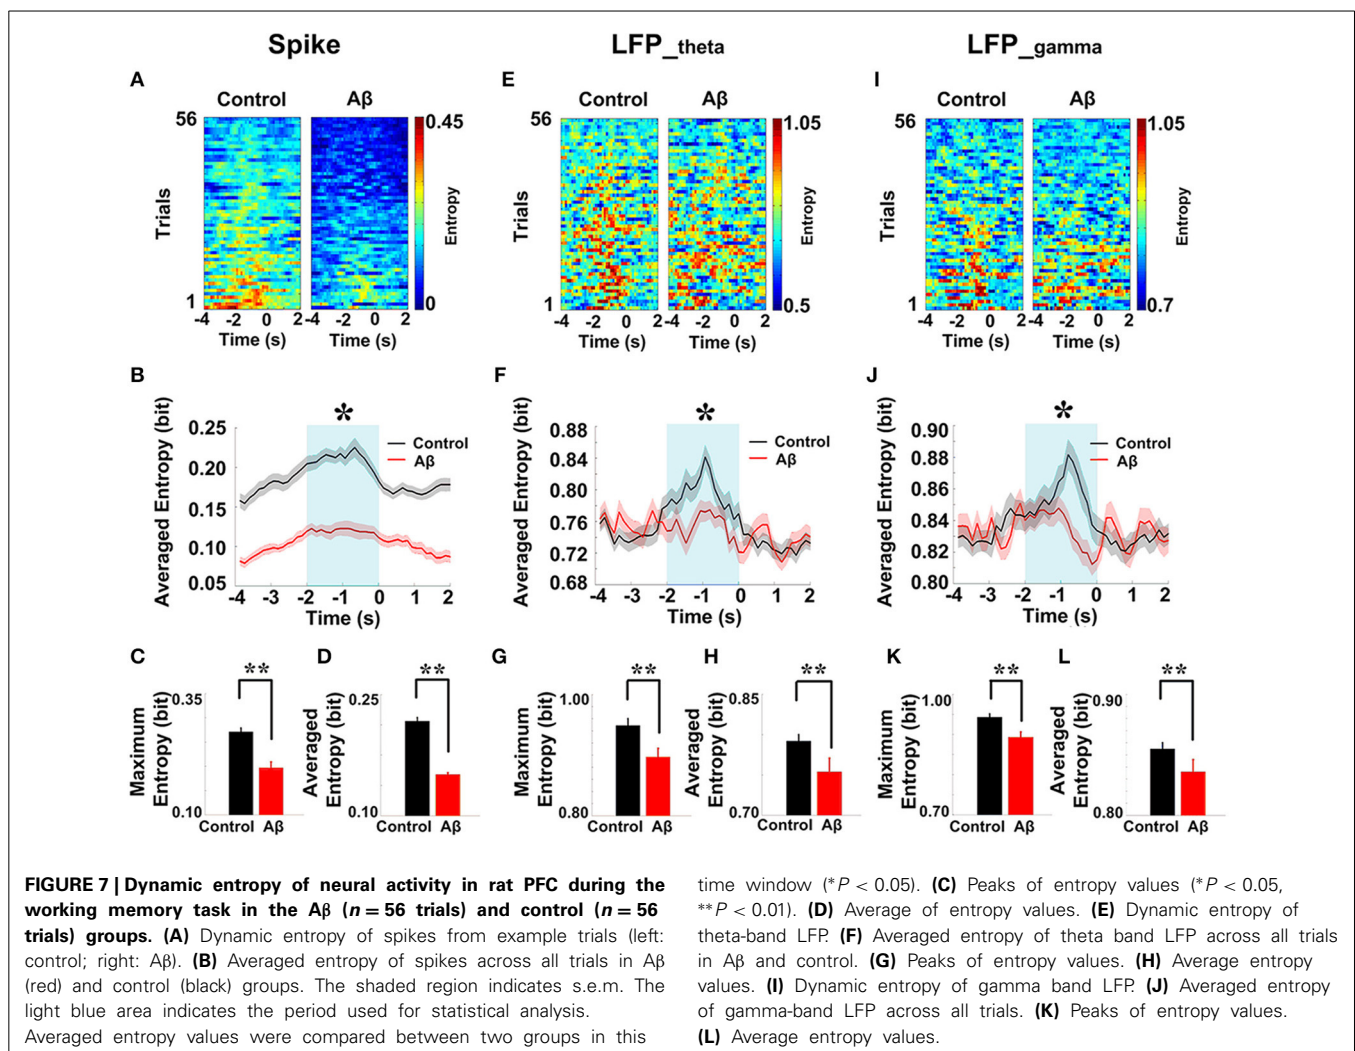 Spike
LFP_theta
LFP_gamma
A
Control
Aβ
56
1
Trials
-4 -2 0 2
Time (s)
0.45
0
Entropy
E
Control
Aβ
56
1
Trials
-4 -2 0 2
-4 -2 0 2
Time (s)
Time (s)
1.05
0.5
Entropy
I
Control
Aβ
56
1
Trials
-4 -2 0 2
-4 -2 0 2
Time (s)
Time (s)
1.05
0.7
Entropy
-4 -2 0 2
Time (s)
B
*
Averaged Entropy (bit)
0.25
0.20
0.15
0.10
0.05
Control
Aβ
-4 -3 -2 -1 0 1 2
Time (s)
F
*
Averaged Entropy (bit)
0.88
0.84
0.80
0.76
0.72
0.68
Control
Aβ
-4 -3 -2 -1 0 1 2
Time (s)
J
*
Averaged Entropy (bit)
0.90
0.88
0.86
0.84
0.82
0.80
Control
Aβ
-4 -3 -2 -1 0 1 2
Time (s)
C
**
Maximum
Entropy (bit)
0.35
0.10
Control Aβ
D
**
Averaged
Entropy (bit)
0.25
0.10
Control Aβ
G
**
Maximum
Entropy (bit)
1.00
0.80
Control Aβ
H
**
Averaged
Entropy (bit)
0.85
0.70
Control Aβ
K
**
Maximum
Entropy (bit)
1.00
0.70
Control Aβ
L
**
Averaged
Entropy (bit)
0.90
0.80
Control Aβ
FIGURE 7 | Dynamic entropy of neural activity in rat PFC during the
working memory task in the Aβ (n = 56 trials) and control (n = 56
trials) groups. (A) Dynamic entropy of spikes from example trials (left:
control; right: Aβ). (B) Averaged entropy of spikes across all trials in Aβ
(red) and control (black) groups. The shaded region indicates s.e.m. The
light blue area indicates the period used for statistical analysis.
Averaged entropy values were compared between two groups in this
time window (*P < 0.05). (C) Peaks of entropy values (*P < 0.05,
**P < 0.01). (D) Average of entropy values. (E) Dynamic entropy of
theta-band LFP. (F) Averaged entropy of theta band LFP across all trials
in Aβ and control. (G) Peaks of entropy values. (H) Average entropy
values. (I) Dynamic entropy of gamma band LFP. (J) Averaged entropy
of gamma-band LFP across all trials. (K) Peaks of entropy values.
(L) Average entropy values.